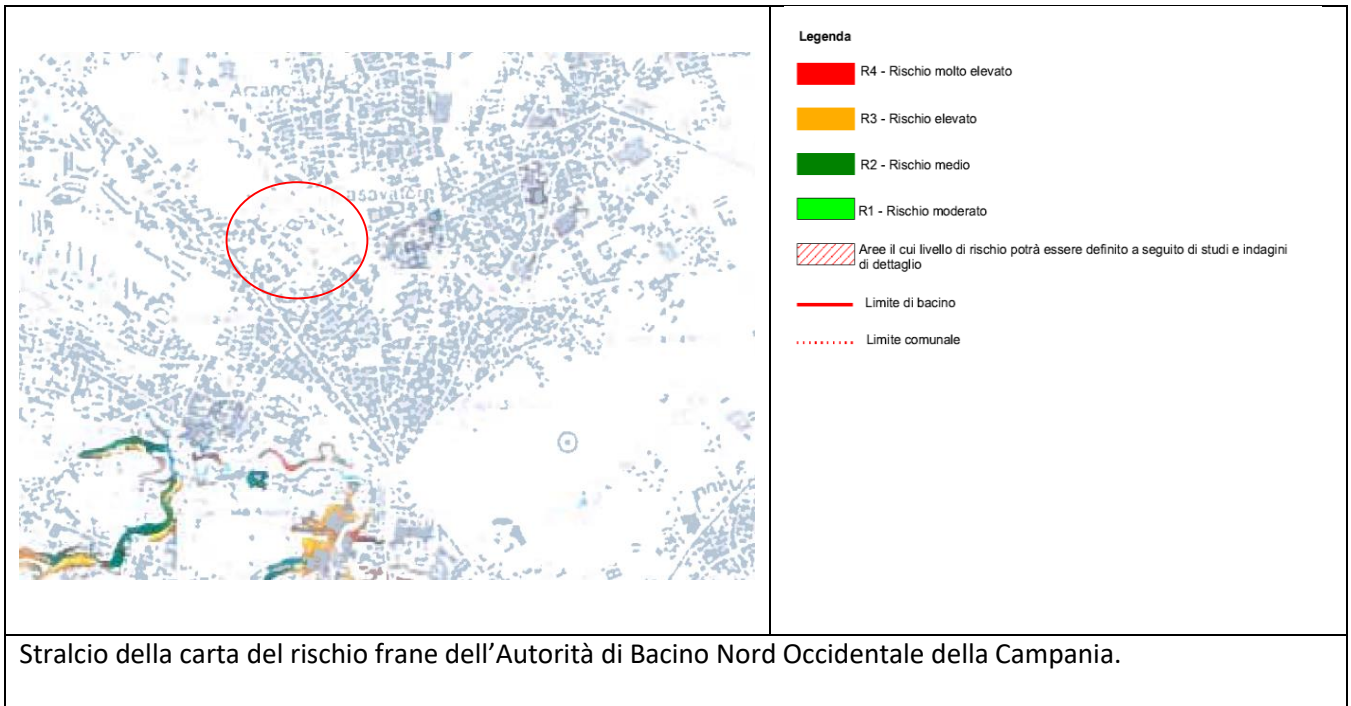 Arzano
Legenda
R4 - Rischio molto elevato
R3 - Rischio elevato
R2 - Rischio medio
R1 - Rischio moderato
Aree il cui livello di rischio potrà essere definito a seguito di studi e indagini
di dettaglio
Limite di bacino
Limite comunale
Stralcio della carta del rischio frane dell’Autorità di Bacino Nord Occidentale della Campania.